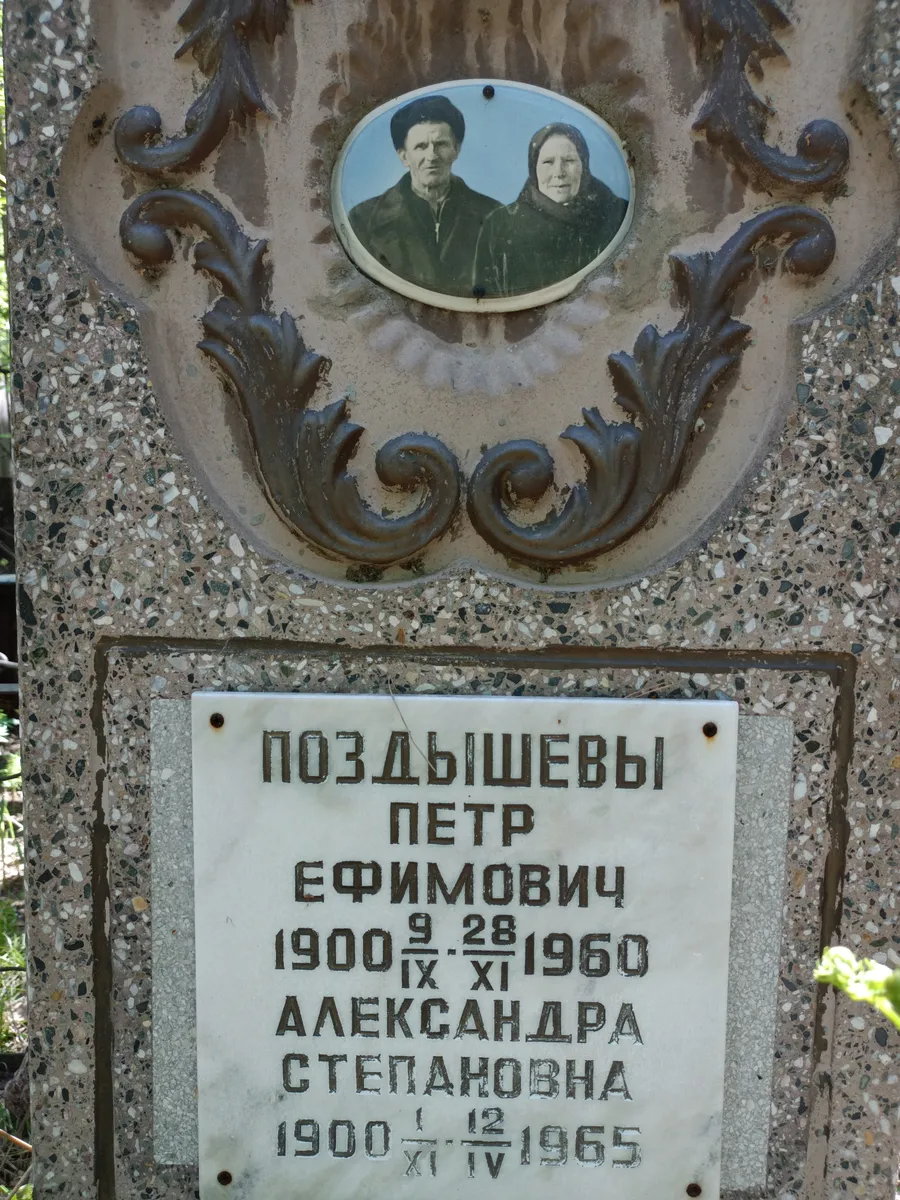 ПОЗДЫШЕВЫ
ПЕТР
ЕФИМОВИЧ
1900 9/IX · 28/XI 1960
АЛЕКСАНДРА
СТЕПАНОВНА
1900 1/XI · 12/IV 1965